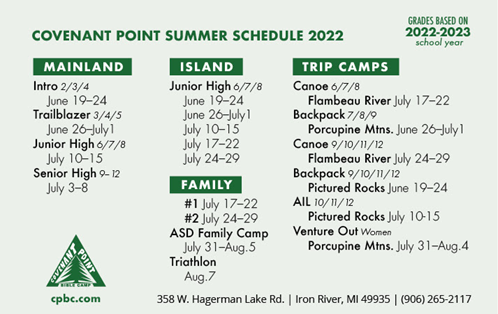 COVENANT POINT SUMMER SCHEDULE 2022
GRADES BASED ON
2022-2023
school year
MAINLAND
Intro 2/3/4
June 19–24
Trailblazer 3/4/5
June 26–July1
Junior High 6/7/8
July 10–15
Senior High 9–12
July 3–8
ISLAND
Junior High 6/7/8
June 19–24
June 26–July1
July 10–15
July 17–22
July 24–29
FAMILY
#1 July 17–22
#2 July 24–29
ASD Family Camp
July 31–Aug.5
Triathlon
Aug.7
TRIP CAMPS
Canoe 6/7/8
Flambeau River July 17–22
Backpack 7/8/9
Porcupine Mtns. June 26–July1
Canoe 9/10/11/12
Flambeau River July 24–29
Backpack 9/10/11/12
Pictured Rocks June 19–24
AIL 10/11/12
Pictured Rocks July 10-15
Venture Out Women
Porcupine Mtns. July 31–Aug.4
COVENANT POINT
BIBLE CAMP
cpbc.com
358 W. Hagerman Lake Rd. | Iron River, MI 49935 | (906) 265-2117